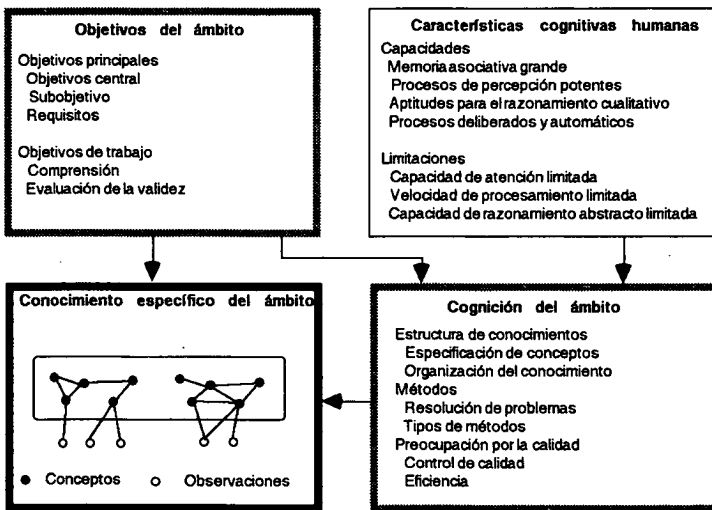 Objetivos del ámbito
Objetivos principales
Objetivos central
Subobjetivo
Requisitos
Objetivos de trabajo
Comprensión
Evaluación de la validez
Características cognitivas humanas
Capacidades
Memoria asociativa grande
Procesos de percepción potentes
Aptitudes para el razonamiento cualitativo
Procesos deliberados y automáticos
Limitaciones
Capacidad de atención limitada
Velocidad de procesamiento limitada
Capacidad de razonamiento abstracto limitada
Conocimiento específico del ámbito
Conceptos
Observaciones
Cognición del ámbito
Estructura de conocimientos
Especificación de conceptos
Organización del conocimiento
Métodos
Resolución de problemas
Tipos de métodos
Preocupación por la calidad
Control de calidad
Eficiencia